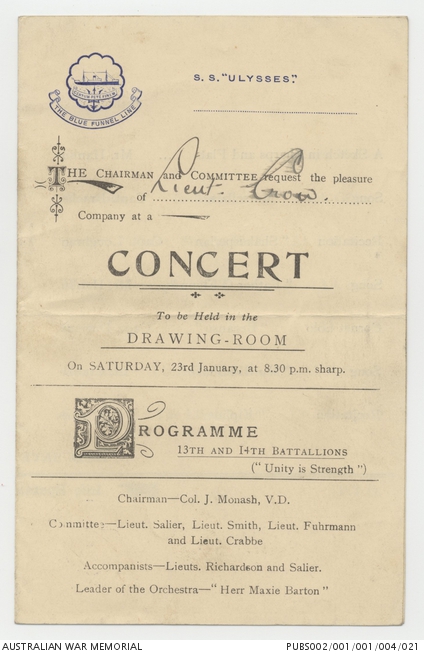 S. S. "ULYSSES".
THE BLUE FUNNEL LINE
THE CHAIRMAN and COMMITTEE request the pleasure
of Lieut. Crow.
Company at a
CONCERT
To be Held in the
DRAWING-ROOM
On SATURDAY, 23rd January, at 8.30 p.m. sharp.
PROGRAMME
13TH AND 14TH BATTALLIONS
(" Unity is Strength ")
Chairman—Col. J. Monash, V.D.
Committee—Lieut. Salier, Lieut. Smith, Lieut. Fuhrmann
and Lieut. Crabbe
Accompanists—Lieuts. Richardson and Salier.
Leader of the Orchestra—" Herr Maxie Barton "
AUSTRALIAN WAR MEMORIAL
PUBS002/001/001/004/021